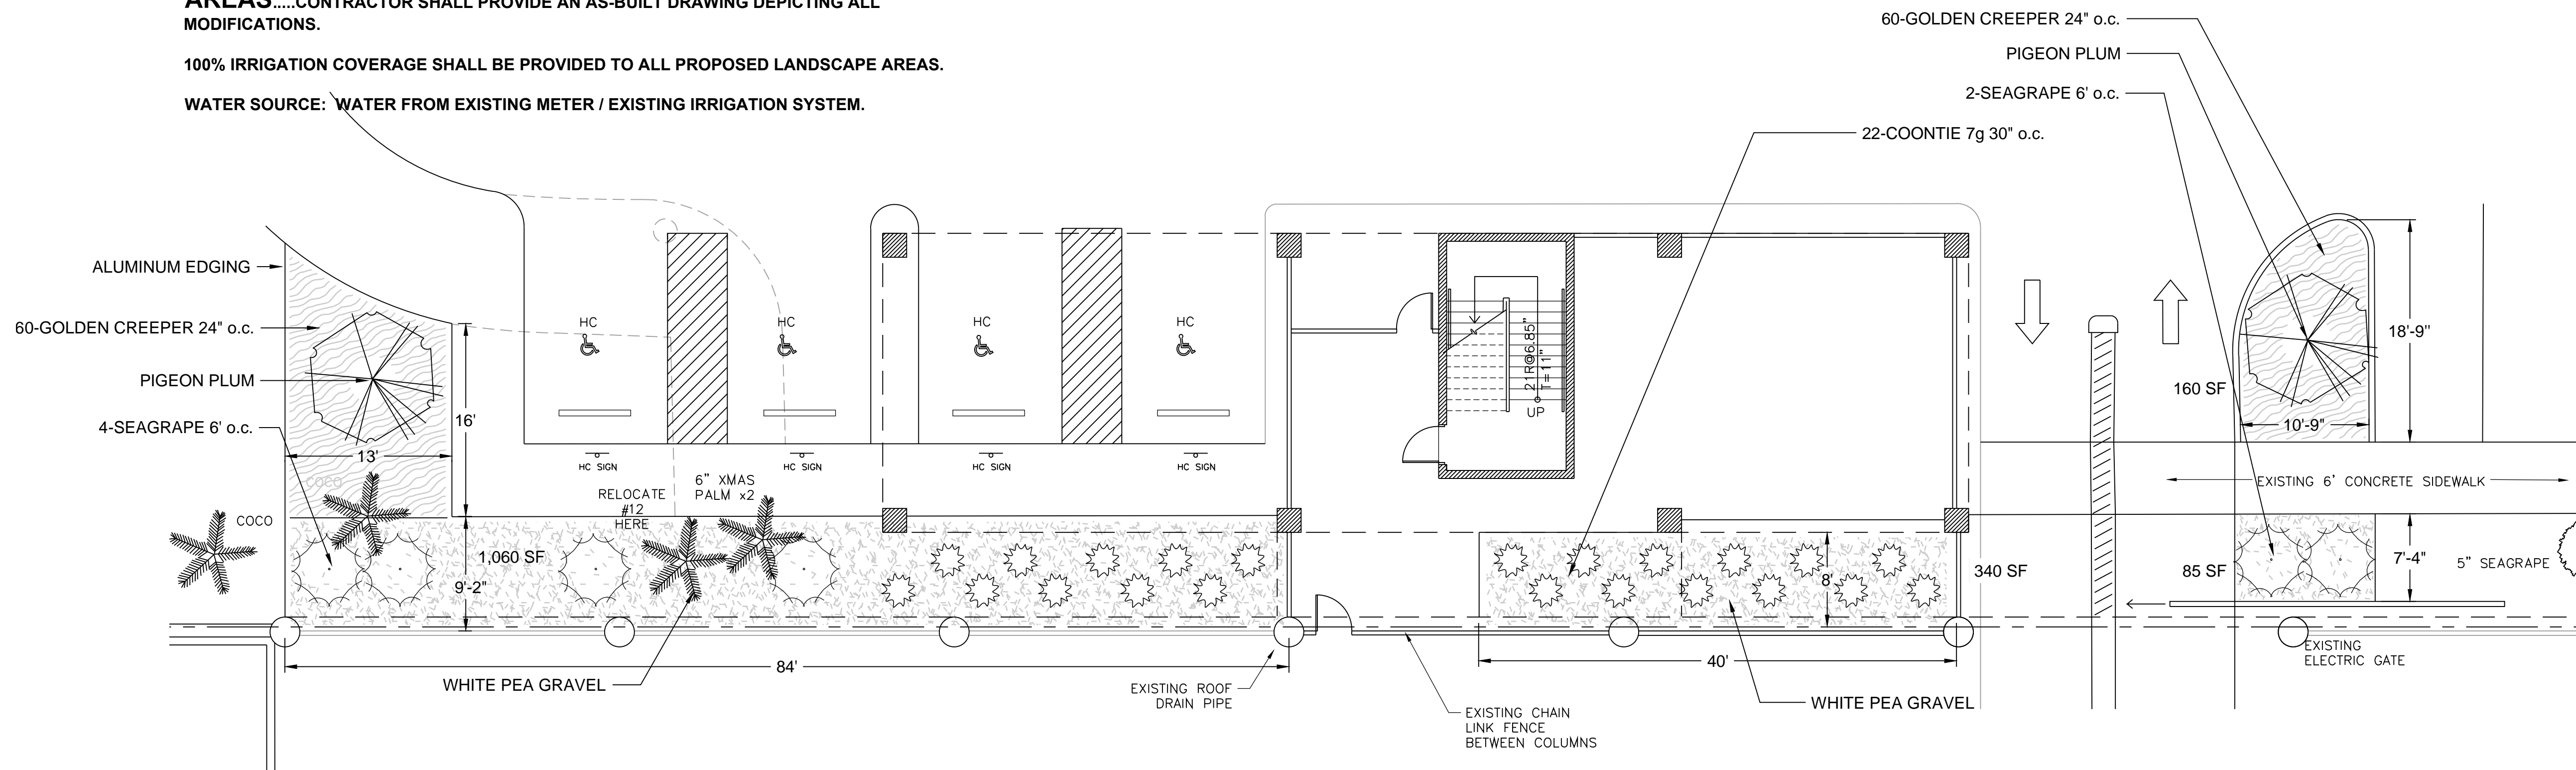 AREAS.....CONTRACTOR SHALL PROVIDE AN AS-BUILT DRAWING DEPICTING ALL
MODIFICATIONS.
100% IRRIGATION COVERAGE SHALL BE PROVIDED TO ALL PROPOSED LANDSCAPE AREAS.
WATER SOURCE: WATER FROM EXISTING METER / EXISTING IRRIGATION SYSTEM.
60-GOLDEN CREEPER 24" o.c.
PIGEON PLUM
2-SEAGRAPE 6' o.c.
22-COONTIE 7g 30" o.c.
ALUMINUM EDGING
60-GOLDEN CREEPER 24" o.c.
PIGEON PLUM
4-SEAGRAPE 6' o.c.
16'
13'
COCO
COCO
HC
HC
HC
HC
HC SIGN
HC SIGN
HC SIGN
HC SIGN
RELOCATE
#12
HERE
6" XMAS
PALM x2
1,060 SF
9'-2"
84'
WHITE PEA GRAVEL
EXISTING ROOF
DRAIN PIPE
21R@6.85"
T=11"
UP
EXISTING CHAIN
LINK FENCE
BETWEEN COLUMNS
8'
40'
WHITE PEA GRAVEL
340 SF
160 SF
18'-9"
10'-9"
EXISTING 6' CONCRETE SIDEWALK
85 SF
7'-4"
5" SEAGRAPE
EXISTING
ELECTRIC GATE